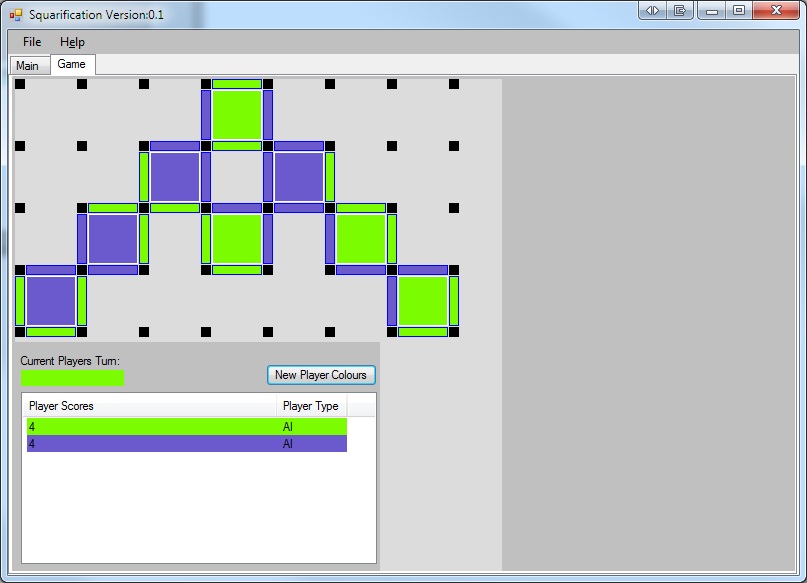 Squarification Version:0.1
File Help
Main Game
Current Players Turn:
New Player Colours
Player Scores Player Type
4 AI
4 AI